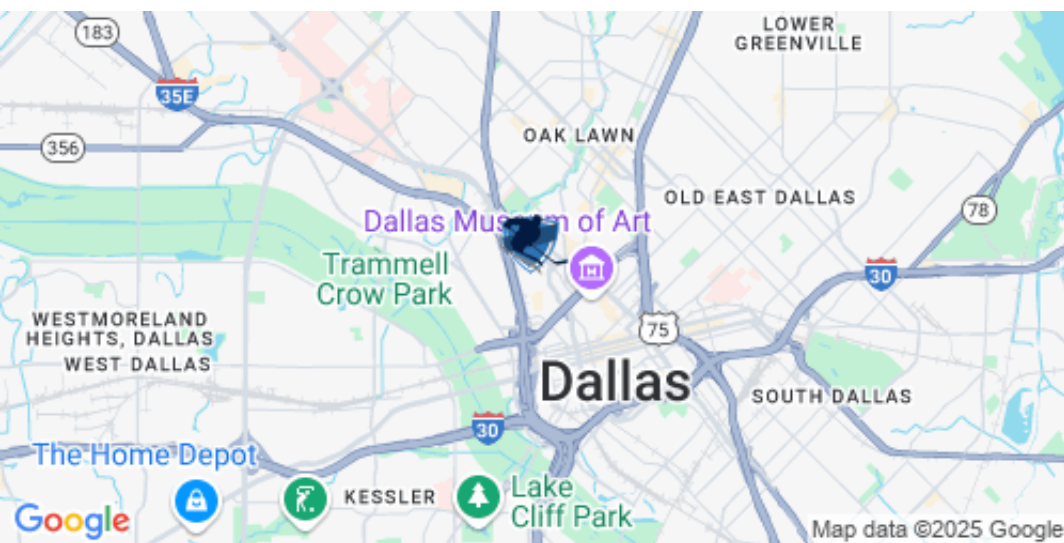 183
LOWER
GREENVILLE
35E
356
OAK LAWN
OLD EAST DALLAS
78
Dallas Museum of Art
Trammell
Crow Park
30
WESTMORELAND
HEIGHTS, DALLAS
75
WEST DALLAS
Dallas
SOUTH DALLAS
30
The Home Depot
KESSLER
Lake
Cliff Park
Google
Map data ©2025 Google